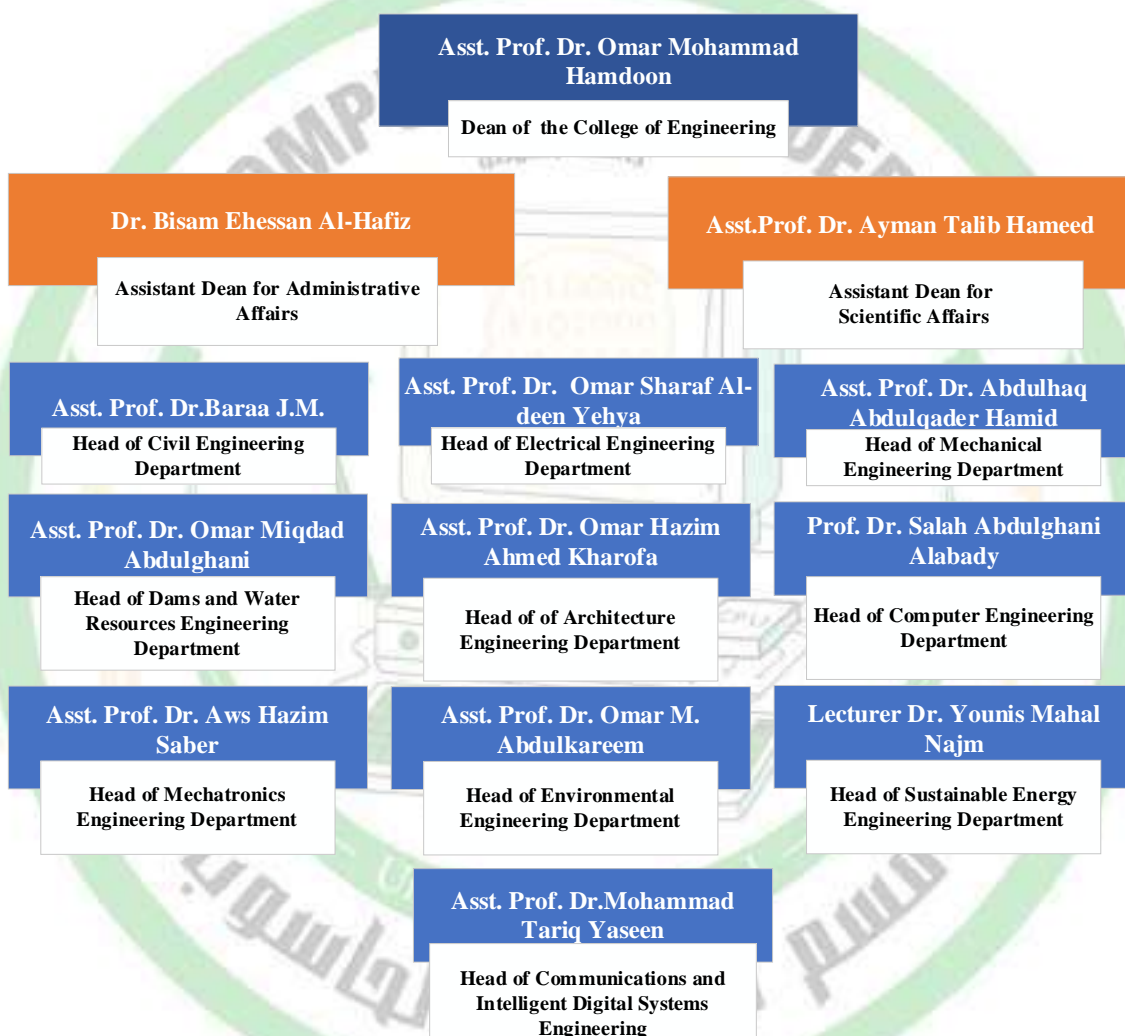 Asst. Prof. Dr. Omar Mohammad
Hamdoon
Dean of the College of Engineering
Dr. Bisam Ehessan Al-Hafiz
Assistant Dean for Administrative
Affairs
Asst.Prof. Dr. Ayman Talib Hameed
Assistant Dean for
Scientific Affairs
Asst. Prof. Dr.Baraa J.M.
Head of Civil Engineering
Department
Asst. Prof. Dr. Omar Sharaf Al-
deen Yehya
Head of Electrical Engineering
Department
Asst. Prof. Dr. Abdulhaq
Abdulqader Hamid
Head of Mechanical
Engineering Department
Asst. Prof. Dr. Omar Miqdad
Abdulghani
Head of Dams and Water
Resources Engineering
Department
Asst. Prof. Dr. Omar Hazim
Ahmed Kharofa
Head of of Architecture
Engineering Department
Prof. Dr. Salah Abdulghani
Alabady
Head of Computer Engineering
Department
Asst. Prof. Dr. Aws Hazim
Saber
Head of Mechatronics
Engineering Department
Asst. Prof. Dr. Omar M.
Abdulkareem
Head of Environmental
Engineering Department
Lecturer Dr. Younis Mahal
Najm
Head of Sustainable Energy
Engineering Department
Asst. Prof. Dr.Mohammad
Tariq Yaseen
Head of Communications and
Intelligent Digital Systems
Engineering
قسم